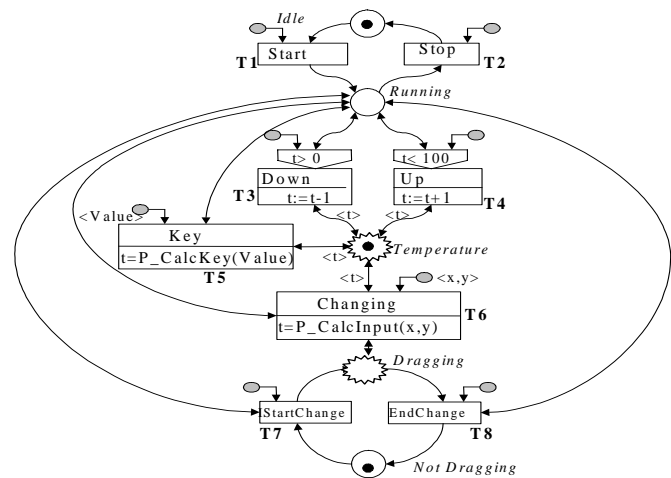 Idle
Start
Stop
T1
T2
Running
t> 0
t< 100
Down
Up
T3
t:=t-1
t:=t+1
T4
<Value>
<t>
<t>
Key
Temperature
t=P_CalcKey(Value)
<t>
T5
<t>
<x,y>
Changing
T6
t=P_CalcInput(x,y)
Dragging
StartChange
EndChange
T7
T8
Not Dragging